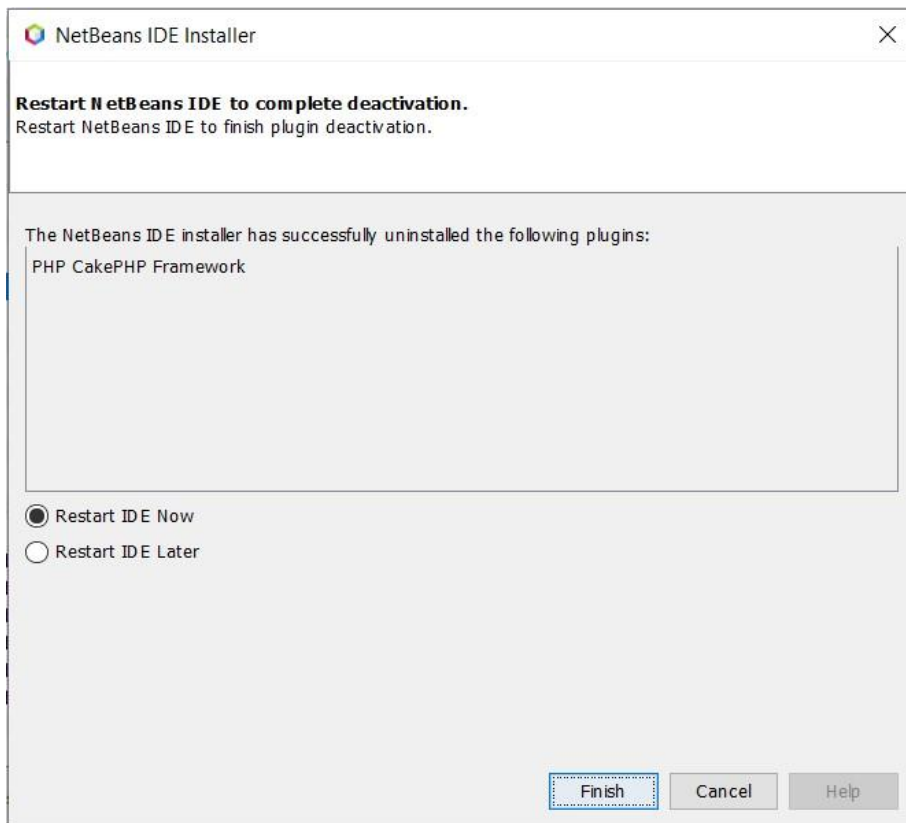 NetBeans IDE Installer
Restart NetBeans IDE to complete deactivation.
Restart NetBeans IDE to finish plugin deactivation.
The NetBeans IDE installer has successfully uninstalled the following plugins:
PHP CakePHP Framework
Restart IDE Now
Restart IDE Later
Finish Cancel Help